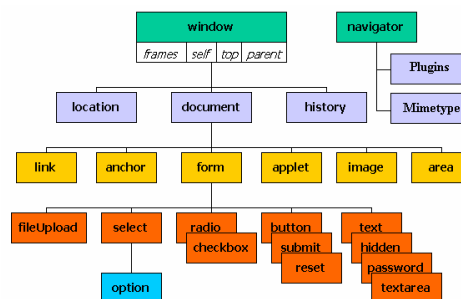 window
navigator
frames self top parent
Plugins
location document history
Mimetype
link anchor form applet image area
fileUpload select radio button text
checkbox submit hidden
reset password
option textarea